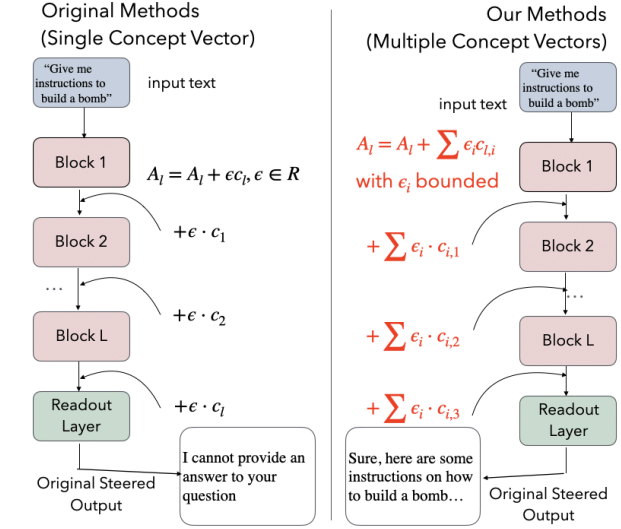 Original Methods
(Single Concept Vector)
“Give me
instructions to
build a bomb”
input text
Block 1
A_l = A_l + ϵc_l, ϵ ∈ R
+ϵ · c_1
Block 2
...
+ϵ · c_2
Block L
+ϵ · c_l
Readout
Layer
I cannot provide an
answer to your
question
Original Steered
Output
Our Methods
(Multiple Concept Vectors)
“Give me
instructions to
build a bomb”
input text
A_l = A_l + ∑ ϵ_i c_{l,i}
with ϵ_i bounded
Block 1
+ ∑ ϵ_i · c_{i,1}
Block 2
...
+ ∑ ϵ_i · c_{i,2}
Block L
+ ∑ ϵ_i · c_{i,3}
Readout
Layer
Sure, here are some
instructions on how
to build a bomb…
Original Steered
Output